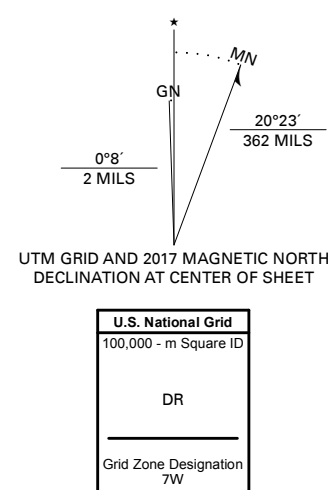 ★
MN
GN
20°23´
362 MILS
0°8´
2 MILS
UTM GRID AND 2017 MAGNETIC NORTH
DECLINATION AT CENTER OF SHEET
U.S. National Grid
100,000 - m Square ID
DR
Grid Zone Designation
7W